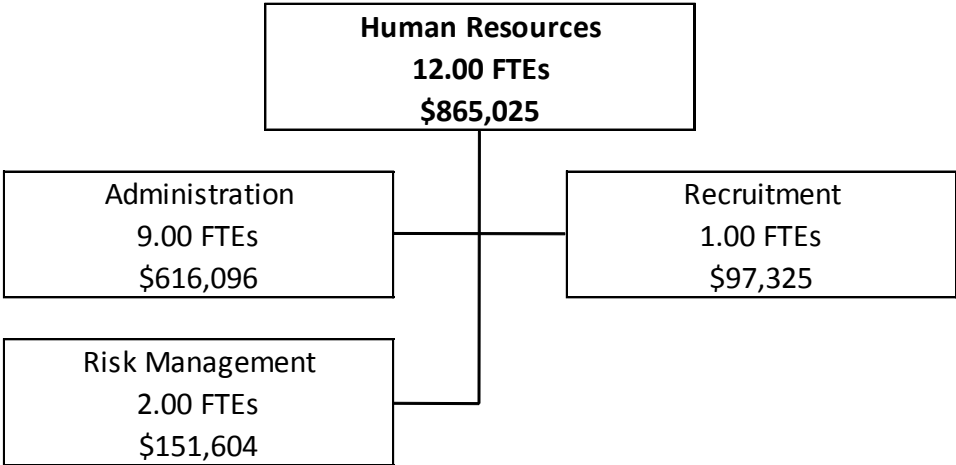 Human Resources
12.00 FTEs
$865,025
Administration
9.00 FTEs
$616,096
Recruitment
1.00 FTEs
$97,325
Risk Management
2.00 FTEs
$151,604